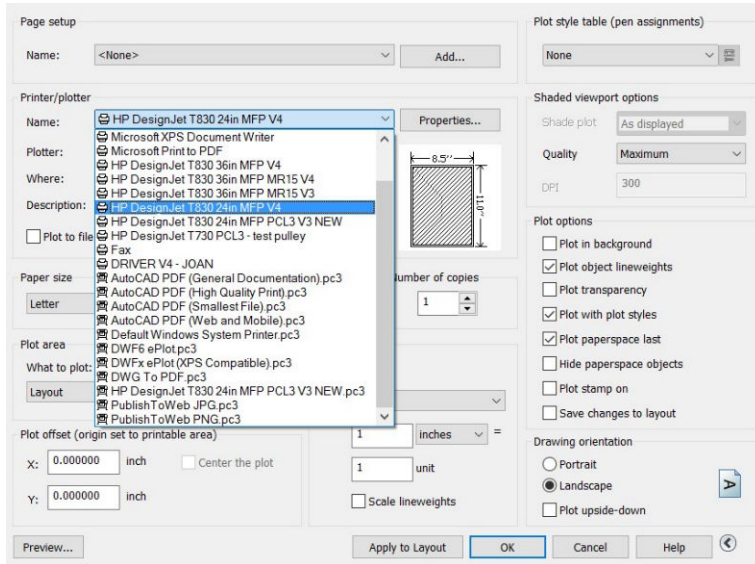 Page setup
Name: <None> Add...
Printer/plotter
Name: HP DesignJet T830 24in MFP V4 Properties...
Microsoft XPS Document Writer
Plotter: Microsoft Print to PDF
HP DesignJet T830 36in MFP V4
Where: HP DesignJet T830 36in MFP MR15 V4
HP DesignJet T830 36in MFP MR15 V3
Description: HP DesignJet T830 24in MFP V4
HP DesignJet T830 24in MFP PCL3 V3 NEW
Plot to file HP DesignJet T730 PCL3 - test pulley
Fax
DRIVER V4 - JOAN
AutoCAD PDF (General Documentation).pc3
AutoCAD PDF (High Quality Print).pc3
AutoCAD PDF (Smallest File).pc3
AutoCAD PDF (Web and Mobile).pc3
Default Windows System Printer.pc3
DWF6 ePlot.pc3
DWFx ePlot (XPS Compatible).pc3
DWG To PDF.pc3
HP DesignJet T830 24in MFP PCL3 V3 NEW.pc3
PublishToWeb JPG.pc3
PublishToWeb PNG.pc3
8.5″
11.0″
Paper size
Letter
Number of copies
1
Plot area
What to plot:
Layout
Plot offset (origin set to printable area)
X: 0.000000 inch Center the plot
Y: 0.000000 inch
1 inches =
1 unit
Scale lineweights
Plot style table (pen assignments)
None
Shaded viewport options
Shade plot As displayed
Quality Maximum
DPI 300
Plot options
Plot in background
Plot object lineweights
Plot transparency
Plot with plot styles
Plot paperspace last
Hide paperspace objects
Plot stamp on
Save changes to layout
Drawing orientation
Portrait
Landscape
A
Plot upside-down
Preview... Apply to Layout OK Cancel Help